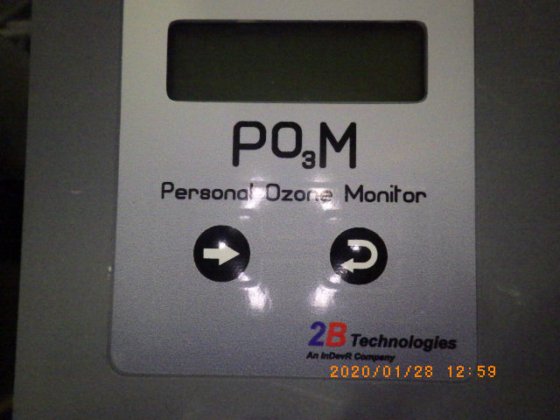 PO₃M
Personal Ozone Monitor
2B Technologies
An InDevR Company
2020/01/28 12:59